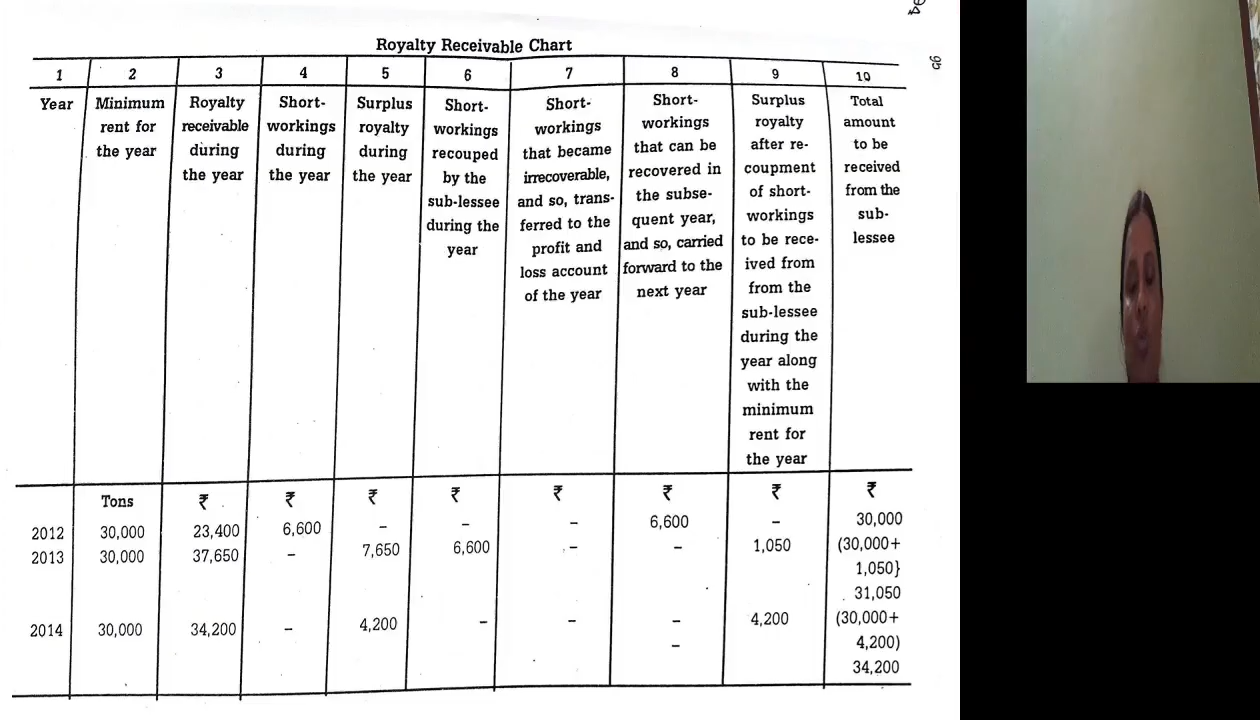 Royalty Receivable Chart
1 2 3 4 5 6 7 8 9 10
Year Minimum rent for the year Royalty receivable during the year Short-workings during the year Surplus royalty during the year Short-workings recouped by the sub-lessee during the year Short-workings that became irrecoverable, and so, trans-ferred to the profit and loss account of the year Short-workings that can be recovered in the subse-quent year, and so, carried forward to the next year Surplus royalty after re-coupment of short-workings to be rece-ived from from the sub-lessee during the year along with the minimum rent for the year Total amount to be received from the sub-lessee
Tons ₹ ₹ ₹ ₹ ₹ ₹ ₹ ₹
2012 30,000 23,400 6,600 – – – 6,600 – 30,000
2013 30,000 37,650 – 7,650 6,600 – – 1,050 (30,000+
1,050}
31,050
2014 30,000 34,200 – 4,200 – – – 4,200 (30,000+
– 4,200)
34,200